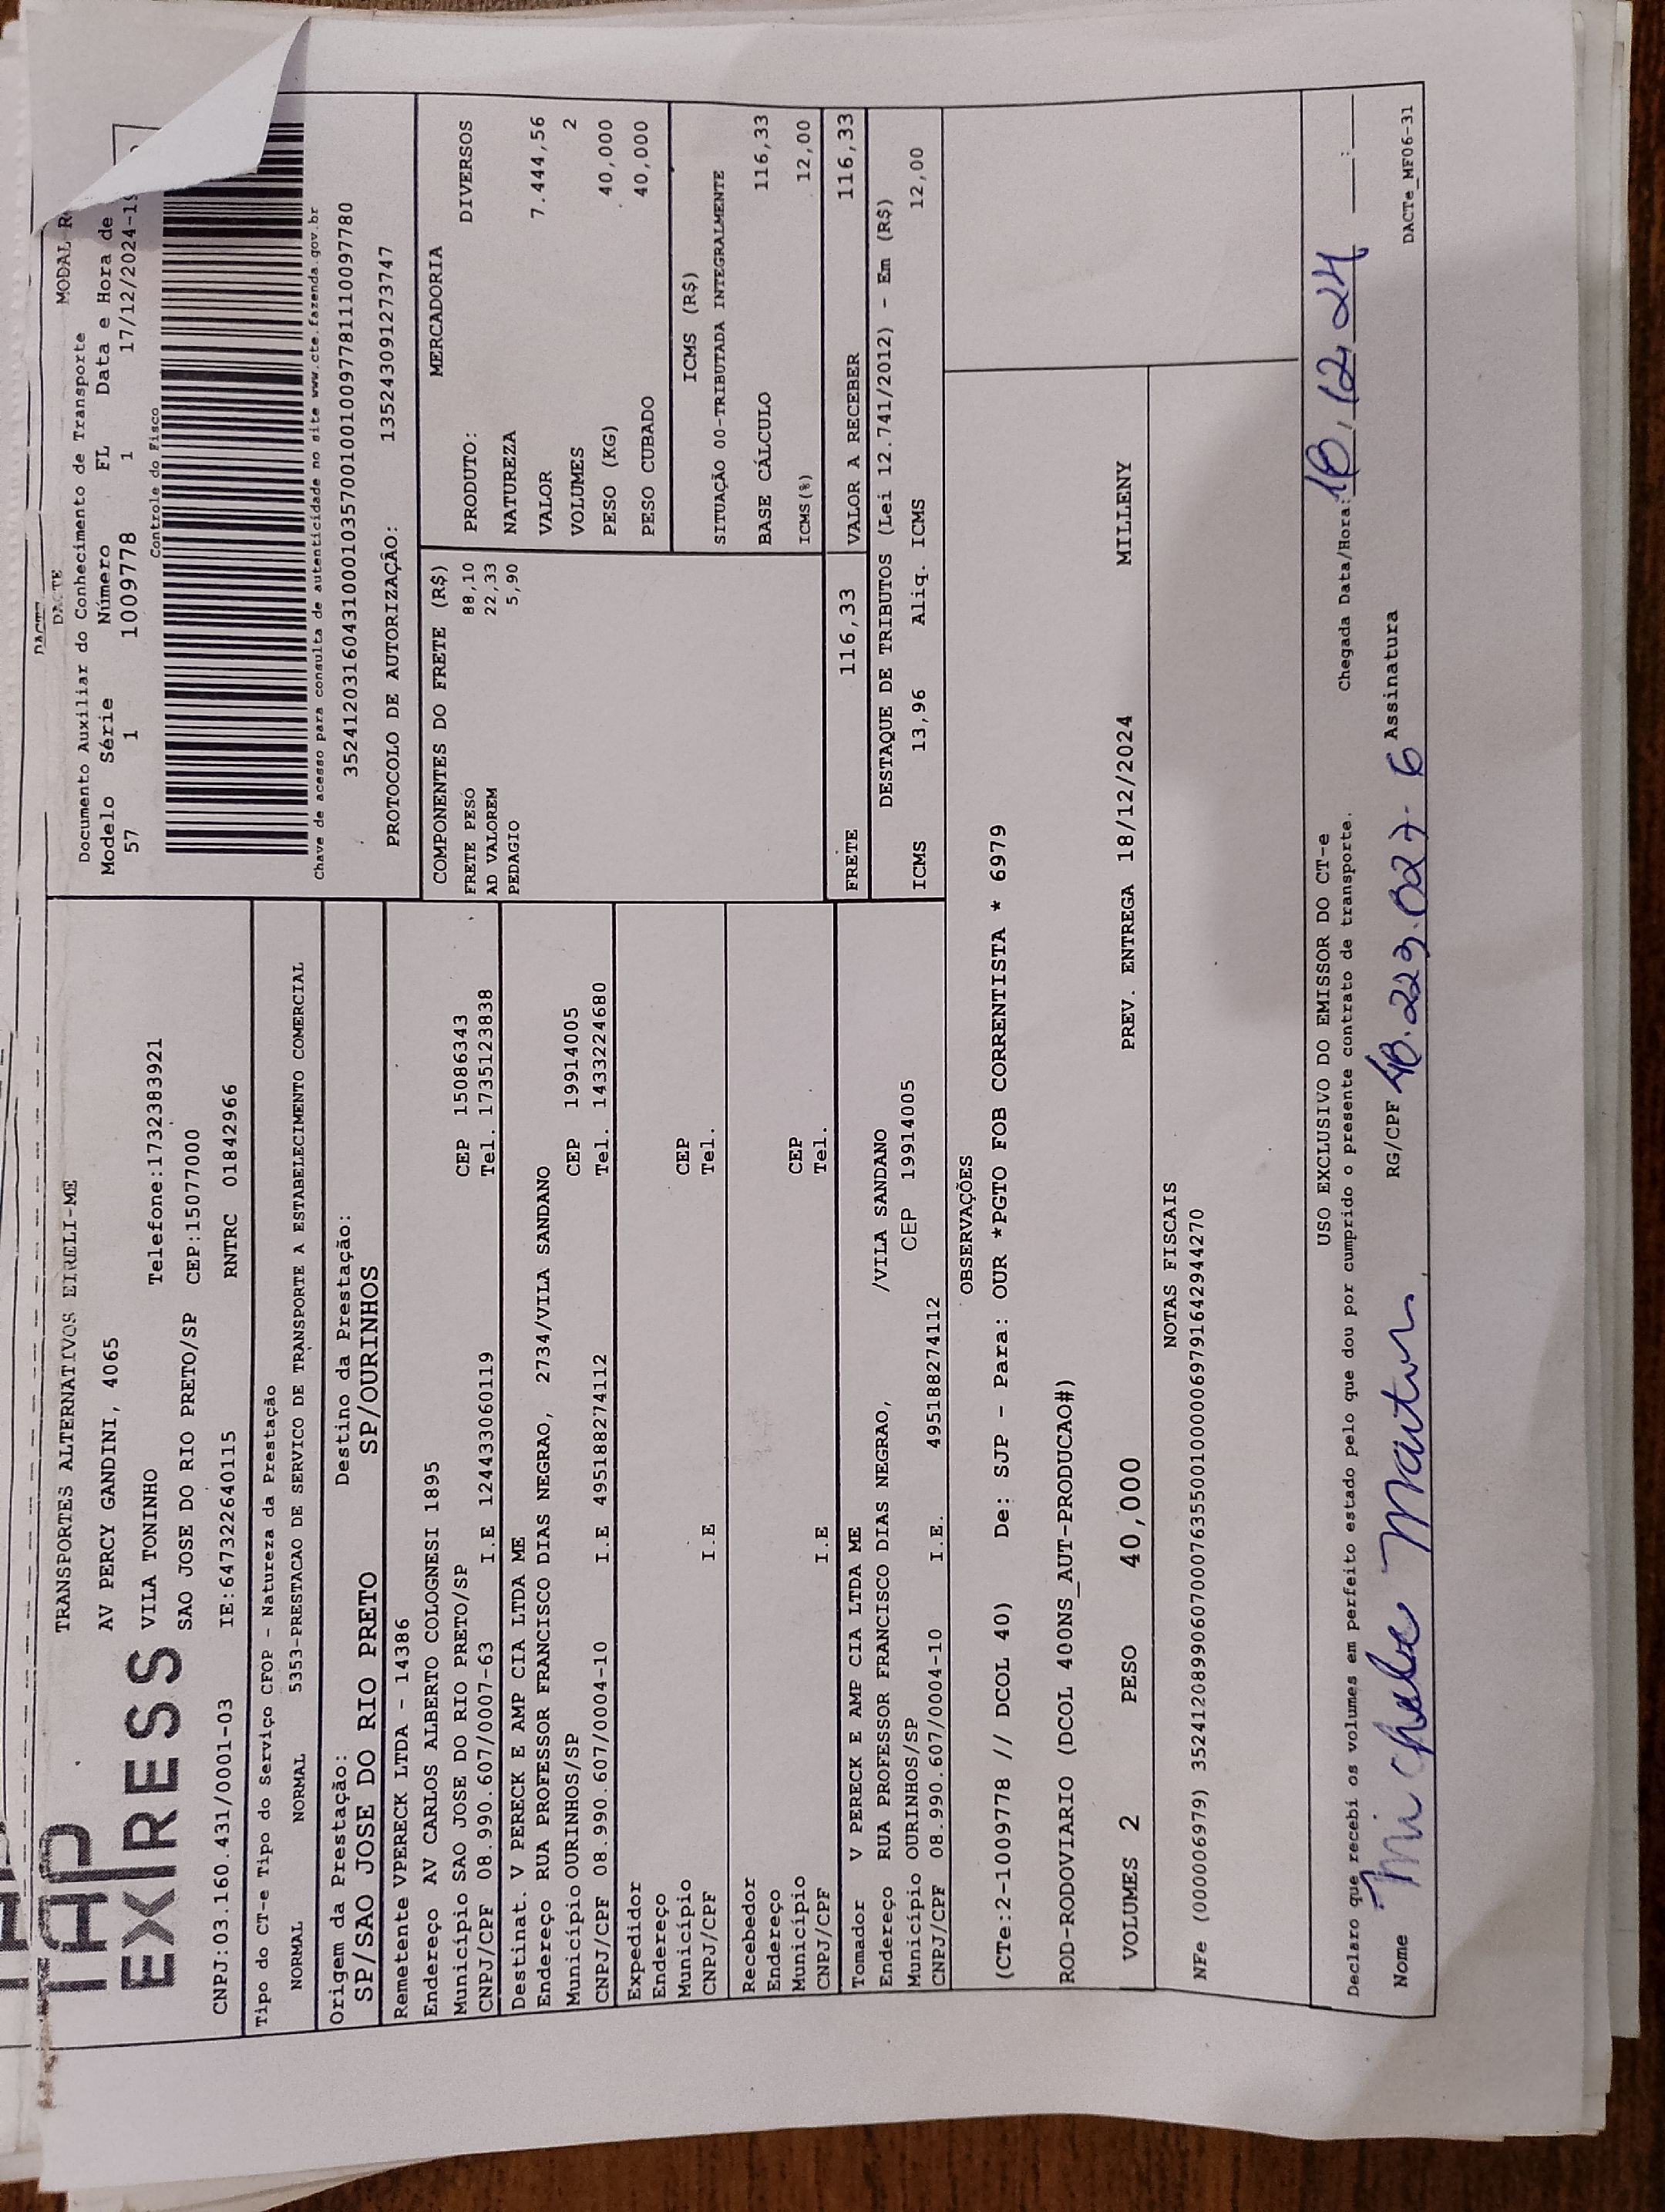 DACTE
TAP
EXPRESS
TRANSPORTES ALTERNATIVOS EIRELI-ME
AV PERCY GANDINI, 4065
VILA TONINHO Telefone:1732383921
SAO JOSE DO RIO PRETO/SP CEP:15077000
CNPJ:03.160.431/0001-03 IE:647322640115 RNTRC 01842966
DACTE MODAL
Documento Auxiliar do Conhecimento de Transporte
Modelo Série Número FL Data e Hora de
57 1 1009778 1 17/12/2024-19
Controle do Fisco
Chave de acesso para consulta de autenticidade no site www.cte.fazenda.gov.br
35241203160431000103570010010097781110097780
PROTOCOLO DE AUTORIZAÇÃO: 135243091273747
Tipo do CT-e Tipo do Serviço CFOP - Natureza da Prestação
NORMAL NORMAL 5353-PRESTACAO DE SERVICO DE TRANSPORTE A ESTABELECIMENTO COMERCIAL
Origem da Prestação: Destino da Prestação:
SP/SAO JOSE DO RIO PRETO SP/OURINHOS
Remetente VPERECK LTDA - 14386
Endereço AV CARLOS ALBERTO COLOGNESI 1895
Município SAO JOSE DO RIO PRETO/SP CEP 15086343
CNPJ/CPF 08.990.607/0007-63 I.E 124433060119 Tel. 1735123838
Destinat. V PERECK E AMP CIA LTDA ME
Endereço RUA PROFESSOR FRANCISCO DIAS NEGRAO, 2734/VILA SANDANO
Município OURINHOS/SP CEP 19914005
CNPJ/CPF 08.990.607/0004-10 I.E 495188274112 Tel. 1433224680
Expedidor
Endereço
Município CEP
CNPJ/CPF I.E Tel.
Recebedor
Endereço
Município CEP
CNPJ/CPF I.E Tel.
Tomador V PERECK E AMP CIA LTDA ME
Endereço RUA PROFESSOR FRANCISCO DIAS NEGRAO, /VILA SANDANO
Município OURINHOS/SP CEP 19914005
CNPJ/CPF 08.990.607/0004-10 I.E. 495188274112
COMPONENTES DO FRETE (R$)
FRETE PESO 88,10
AD VALOREM 22,33
PEDAGIO 5,90
MERCADORIA
PRODUTO: DIVERSOS
NATUREZA
VALOR 7.444,56
VOLUMES 2
PESO (KG) 40,000
PESO CUBADO 40,000
ICMS (R$)
SITUAÇÃO 00-TRIBUTADA INTEGRALMENTE
BASE CÁLCULO 116,33
ICMS(%) 12,00
FRETE 116,33 VALOR A RECEBER 116,33
DESTAQUE DE TRIBUTOS (Lei 12.741/2012) - Em (R$)
ICMS 13,96 Aliq. ICMS 12,00
OBSERVAÇÕES
(CTe:2-1009778 // DCOL 40) De: SJP - Para: OUR *PGTO FOB CORRENTISTA * 6979
ROD-RODOVIARIO (DCOL 400NS_AUT-PRODUCAO#)
VOLUMES 2 PESO 40,000 PREV. ENTREGA 18/12/2024 MILLENY
NOTAS FISCAIS
NFe (000006979) 35241208990607000763550010000069791642944270
USO EXCLUSIVO DO EMISSOR DO CT-e
Declaro que recebi os volumes em perfeito estado pelo que dou por cumprido o presente contrato de transporte. Chegada Data/Hora: 18/12/24 __:__
Nome RG/CPF 48.223.027-6 Assinatura
DACTe_MF06-31